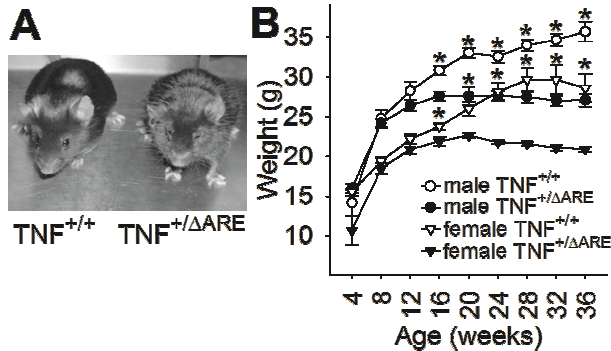 A
TNF+/+
TNF+/ΔARE
B
Weight (g)
35
30
25
20
15
10
* * * * * *
* * * * * *
male TNF+/+
male TNF+/ΔARE
female TNF+/+
female TNF+/ΔARE
4 8 12 16 20 24 28 32 36
Age (weeks)